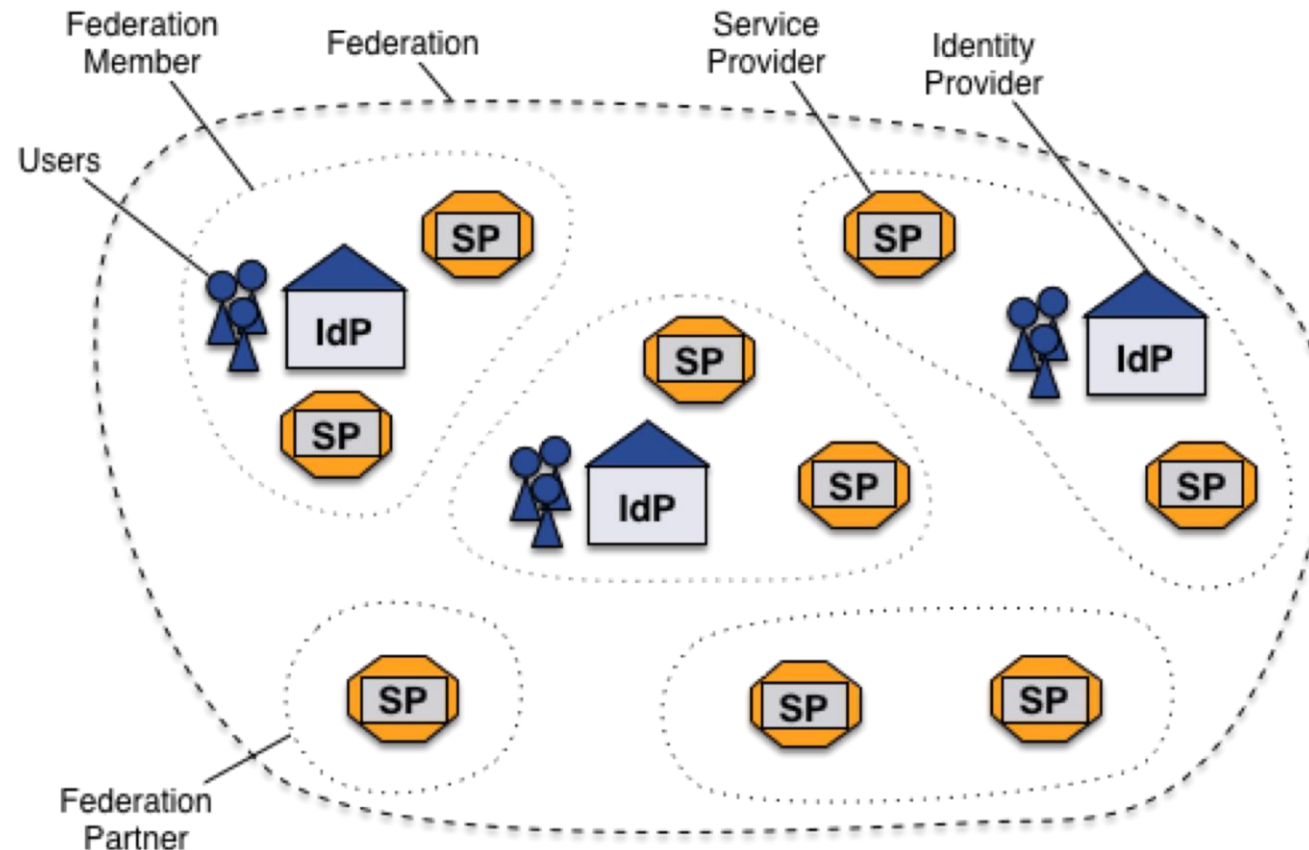 Federation
Member
Federation
Service
Provider
Identity
Provider
Users
SP
SP
IdP
SP
IdP
SP
SP
IdP
SP
SP
SP
SP
SP
Federation
Partner